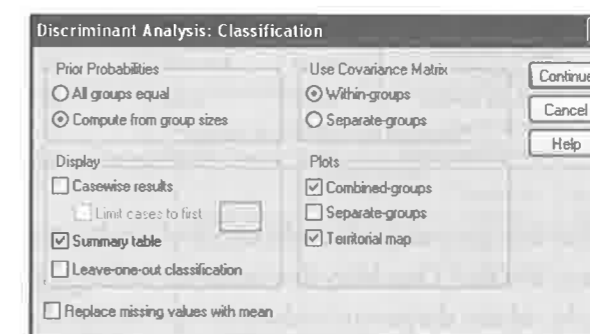 Discriminant Analysis: Classification
Prior Probabilities
All groups equal
Compute from group sizes
Use Covariance Matrix
Within-groups
Separate-groups
Continue
Cancel
Help
Display
Casewise results
Limit cases to first
Summary table
Leave-one-out classification
Plots
Combined-groups
Separate-groups
Territorial map
Replace missing values with mean